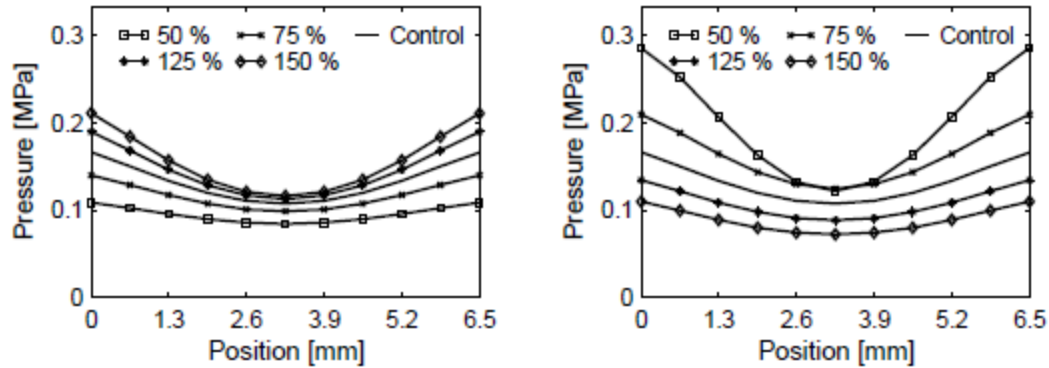 0.3
0.2
0.1
0
Pressure [MPa]
50 % 75 % Control
125 % 150 %
0 1.3 2.6 3.9 5.2 6.5
Position [mm]
0.3
0.2
0.1
0
Pressure [MPa]
50 % 75 % Control
125 % 150 %
0 1.3 2.6 3.9 5.2 6.5
Position [mm]